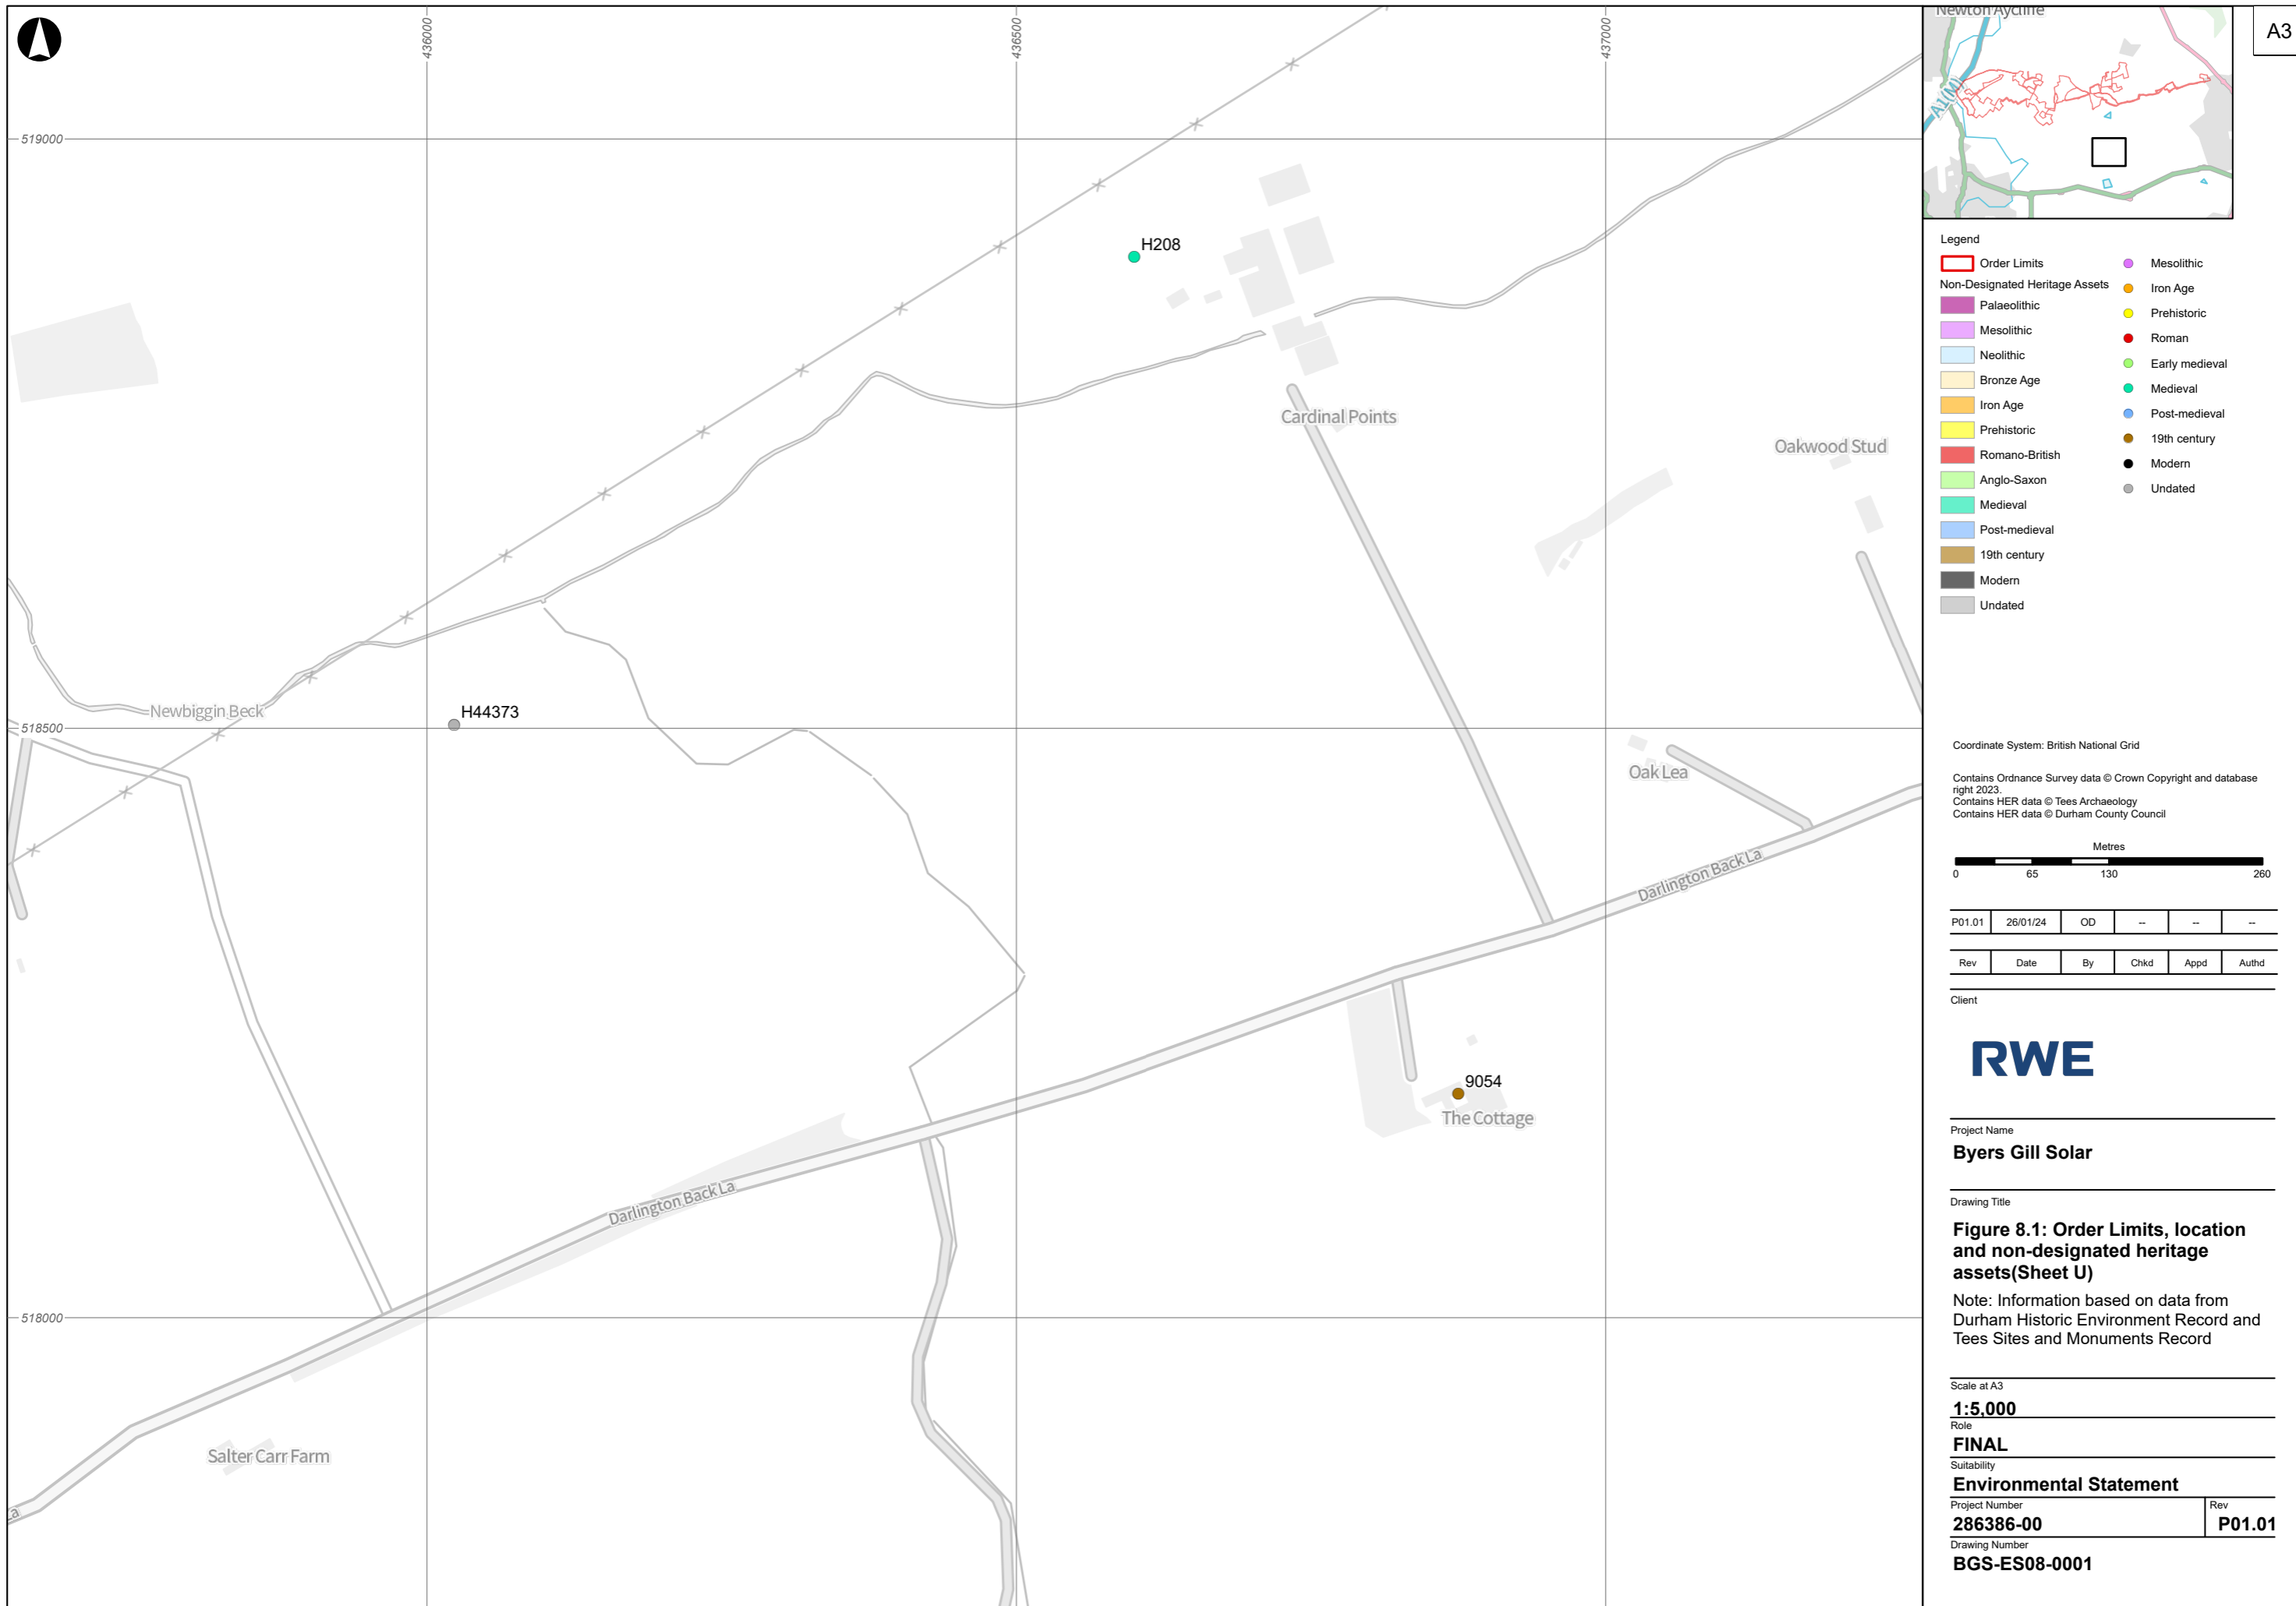 436000
436500
437000
519000
518500
518000
H208
Cardinal Points
Oakwood Stud
Newbiggin Beck
H44373
Oak Lea
Darlington Back La
9054
The Cottage
Darlington Back La
Salter Carr Farm
La
Newton Aycliffe
A1(M)
A3
Legend
Order Limits
Non-Designated Heritage Assets
Palaeolithic
Mesolithic
Neolithic
Bronze Age
Iron Age
Prehistoric
Romano-British
Anglo-Saxon
Medieval
Post-medieval
19th century
Modern
Undated
Mesolithic
Iron Age
Prehistoric
Roman
Early medieval
Medieval
Post-medieval
19th century
Modern
Undated
Coordinate System: British National Grid
Contains Ordnance Survey data © Crown Copyright and database
right 2023.
Contains HER data © Tees Archaeology
Contains HER data © Durham County Council
Metres
0 65 130 260
P01.01 26/01/24 OD -- -- --
Rev Date By Chkd Appd Authd
Client
RWE
Project Name
Byers Gill Solar
Drawing Title
Figure 8.1: Order Limits, location
and non-designated heritage
assets(Sheet U)
Note: Information based on data from
Durham Historic Environment Record and
Tees Sites and Monuments Record
Scale at A3
1:5,000
Role
FINAL
Suitability
Environmental Statement
Project Number Rev
286386-00 P01.01
Drawing Number
BGS-ES08-0001